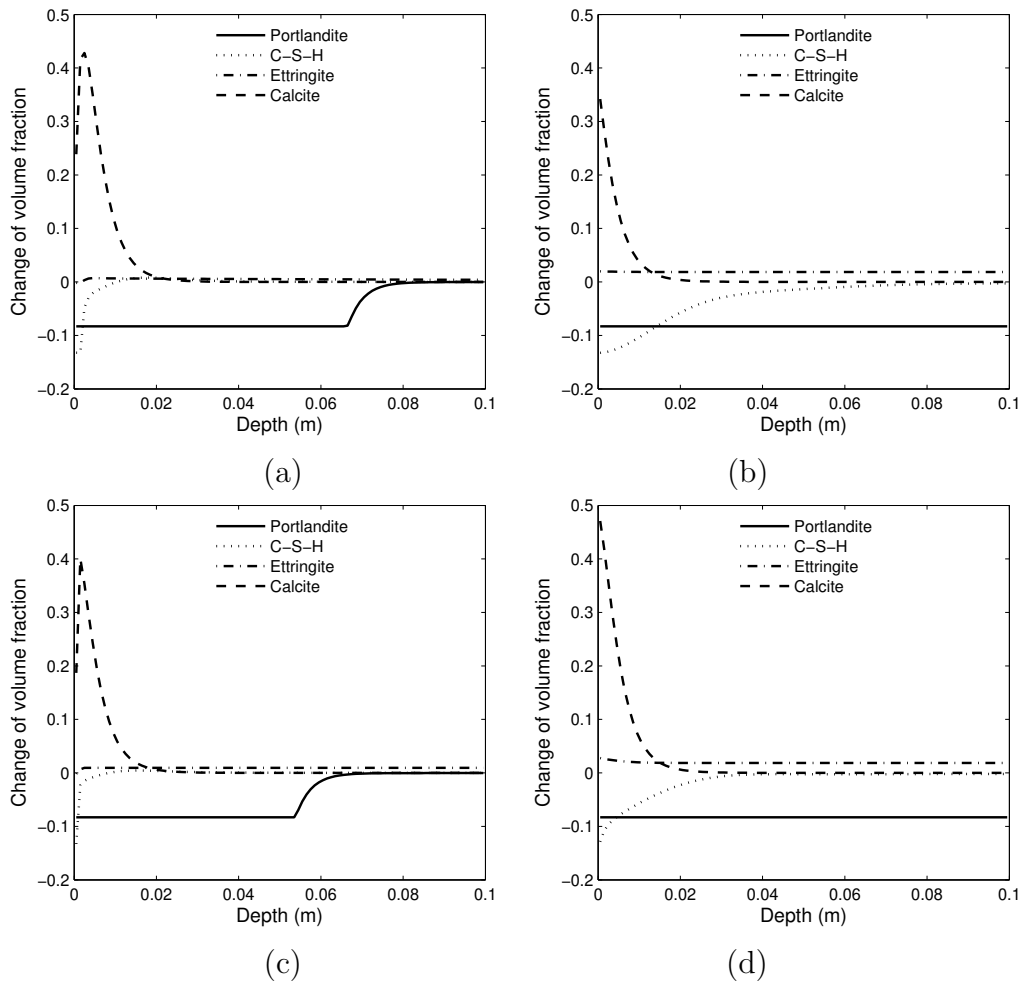 0.5
0.4
0.3
0.2
0.1
0
−0.1
−0.2
Change of volume fraction
Portlandite
C−S−H
Ettringite
Calcite
0 0.02 0.04 0.06 0.08 0.1
Depth (m)
(a)
0.5
0.4
0.3
0.2
0.1
0
−0.1
−0.2
Change of volume fraction
Portlandite
C−S−H
Ettringite
Calcite
0 0.02 0.04 0.06 0.08 0.1
Depth (m)
(b)
0.5
0.4
0.3
0.2
0.1
0
−0.1
−0.2
Change of volume fraction
Portlandite
C−S−H
Ettringite
Calcite
0 0.02 0.04 0.06 0.08 0.1
Depth (m)
(c)
0.5
0.4
0.3
0.2
0.1
0
−0.1
−0.2
Change of volume fraction
Portlandite
C−S−H
Ettringite
Calcite
0 0.02 0.04 0.06 0.08 0.1
Depth (m)
(d)